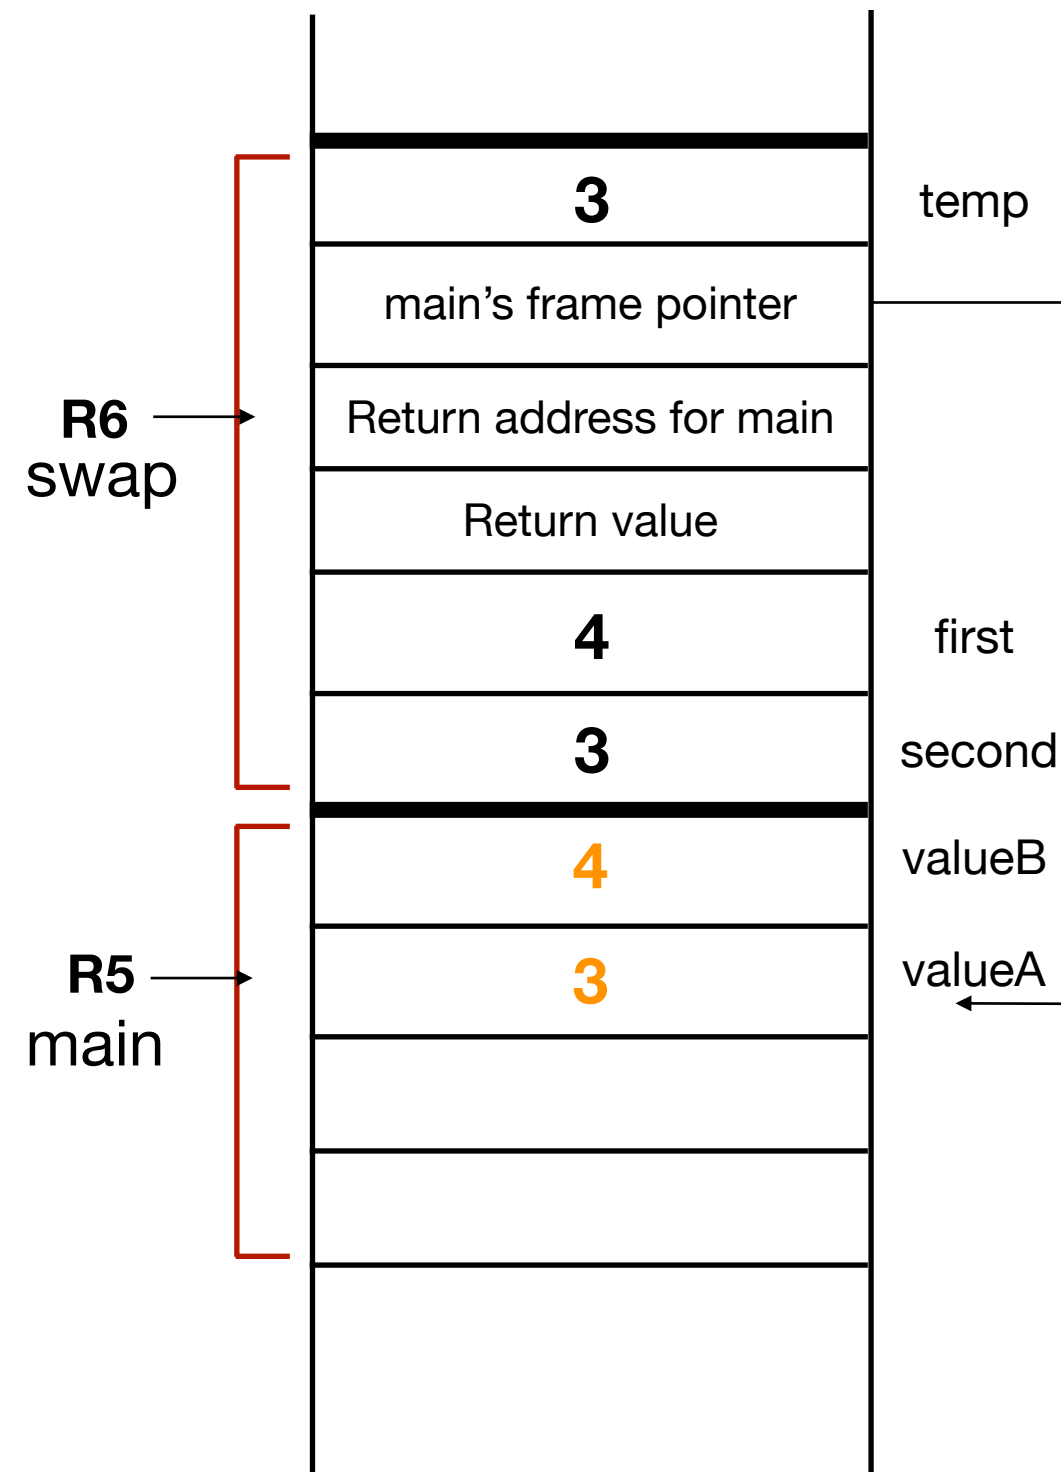 3
temp
main's frame pointer
R6
Return address for main
swap
Return value
4
first
3
second
4
valueB
R5
3
valueA
main